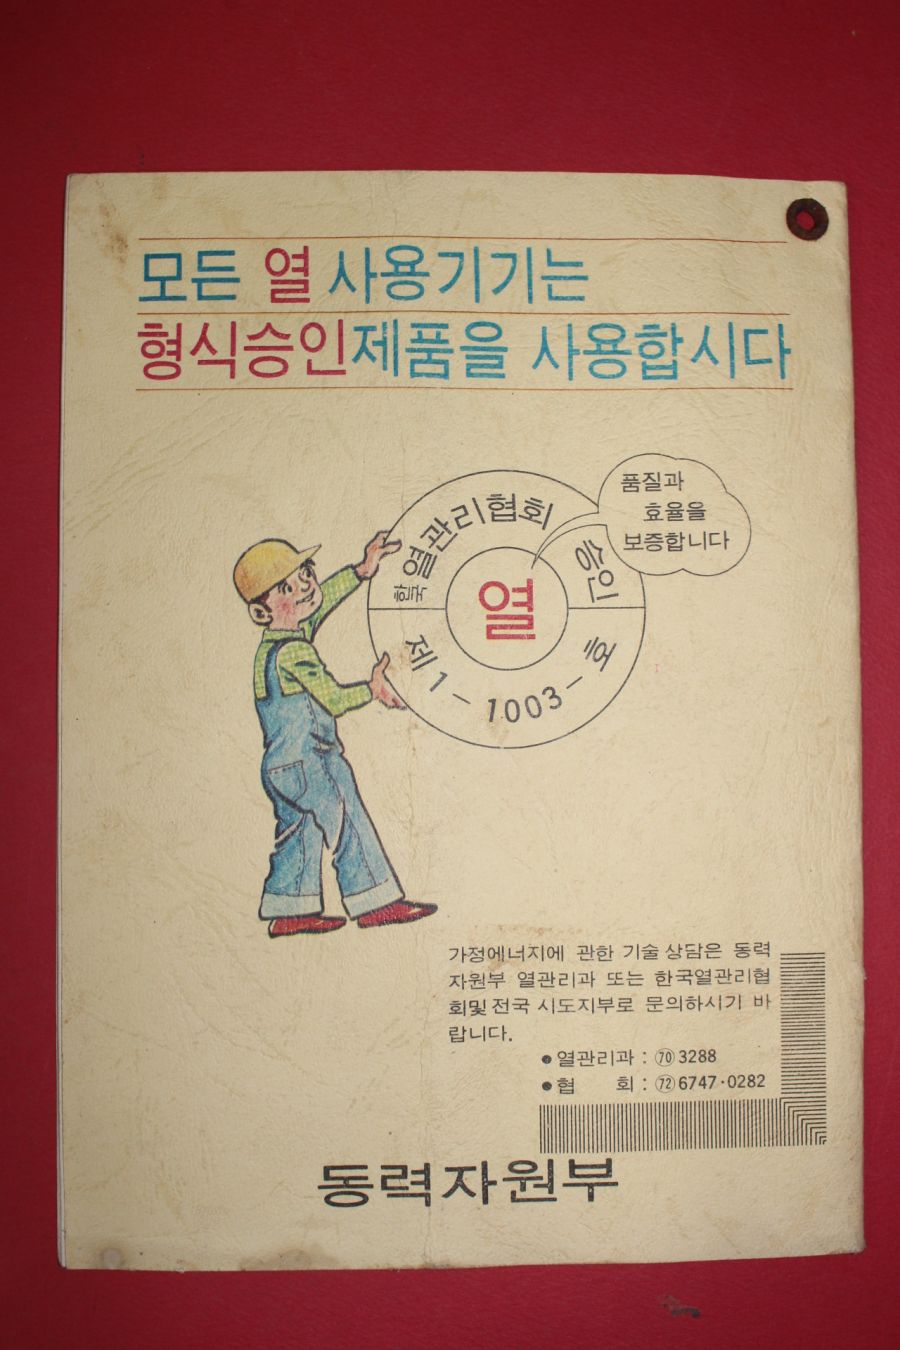 모든 열 사용기기는
형식승인제품을 사용합시다
품질과
효율을
보증합니다
한국 열관리협회 승인
열
제 1 - 1003 - 호
가정에너지에 관한 기술 상담은 동력
자원부 열관리과 또는 한국열관리협
회및 전국 시도지부로 문의하시기 바
랍니다.
● 열관리과 : ⑦⓪ 3288
● 협 회 : ⑦② 6747·0282
동력자원부